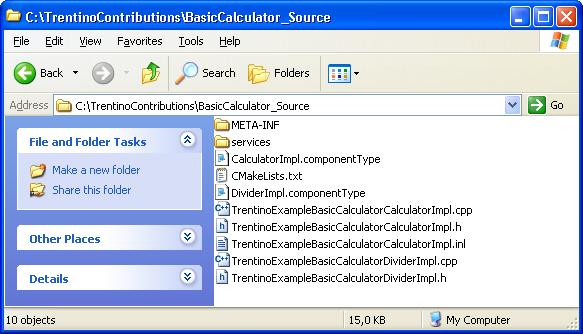 C:\TrentinoContributions\BasicCalculator_Source
File Edit View Favorites Tools Help
Back Search Folders
Address C:\TrentinoContributions\BasicCalculator_Source Go
File and Folder Tasks
Make a new folder
Share this folder
Other Places
Details
META-INF
services
CalculatorImpl.componentType
CMakeLists.txt
DividerImpl.componentType
TrentinoExampleBasicCalculatorCalculatorImpl.cpp
TrentinoExampleBasicCalculatorCalculatorImpl.h
TrentinoExampleBasicCalculatorCalculatorImpl.inl
TrentinoExampleBasicCalculatorDividerImpl.cpp
TrentinoExampleBasicCalculatorDividerImpl.h
10 objects 15,0 KB My Computer